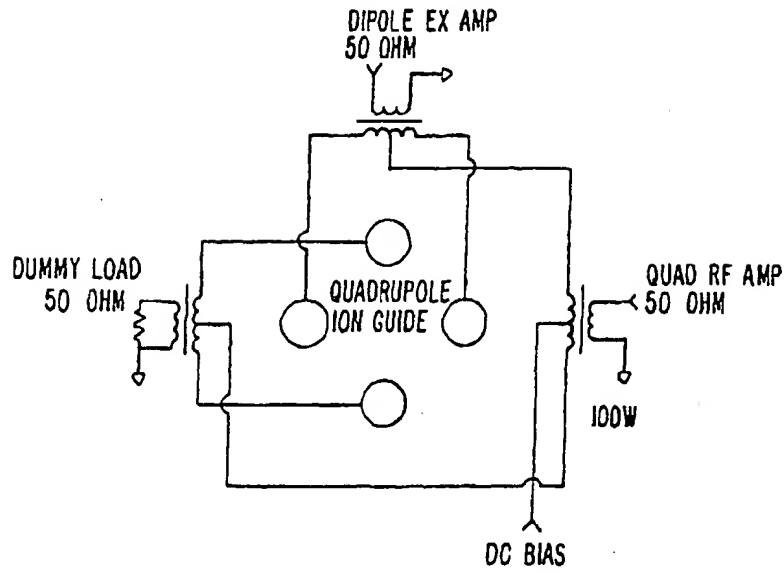 DIPOLE EX AMP
50 OHM
DUMMY LOAD
50 OHM
QUADRUPOLE
ION GUIDE
QUAD RF AMP
50 OHM
100W
DC BIAS